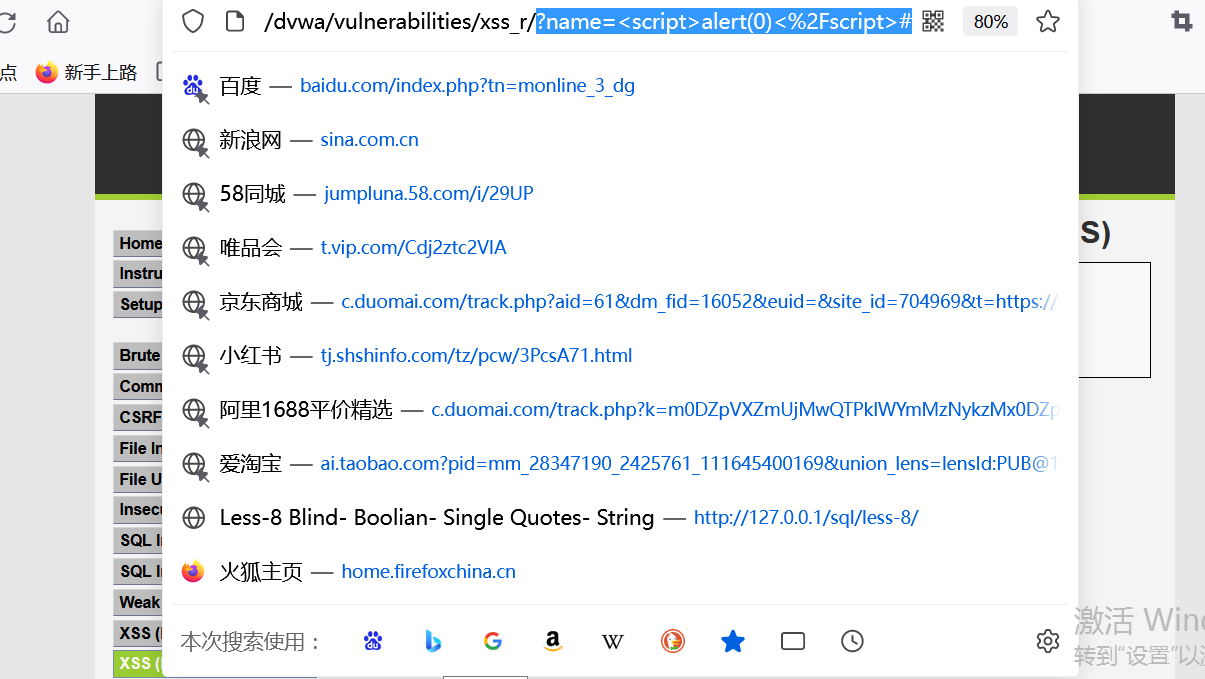 /dvwa/vulnerabilities/xss_r/?name=<script>alert(0)<%2Fscript>#
80%
点
新手上路
百度 — baidu.com/index.php?tn=monline_3_dg
新浪网 — sina.com.cn
58同城 — jumpluna.58.com/i/29UP
唯品会 — t.vip.com/Cdj2ztc2VIA
S)
Home
Instru
京东商城 — c.duomai.com/track.php?aid=61&dm_fid=16052&euid=&site_id=704969&t=https://
Setup
小红书 — tj.shshinfo.com/tz/pcw/3PcsA71.html
Brute
阿里1688平价精选 — c.duomai.com/track.php?k=m0DZpVXZmUjMwQTPklWYmMzNykzMx0DZp
Comm
CSRF
爱淘宝 — ai.taobao.com?pid=mm_28347190_2425761_111645400169&union_lens=lensId:PUB@1
File In
File U
Less-8 Blind- Boolian- Single Quotes- String — http://127.0.0.1/sql/less-8/
Insecu
SQL I
火狐主页 — home.firefoxchina.cn
SQL I
Weak
本次搜索使用：
XSS (
XSS (
激活 Wind
转到“设置”以激